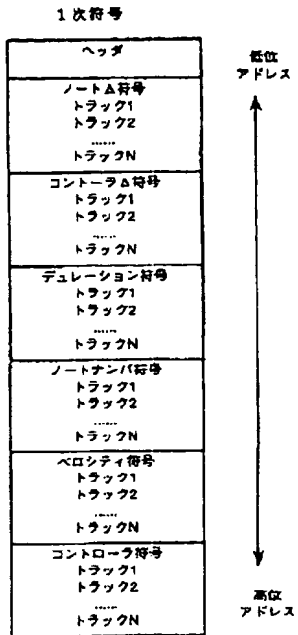 1次符号
ヘッダ
ノートΔ符号
トラック1
トラック2
......
トラックN
コントーラΔ符号
トラック1
トラック2
......
トラックN
デュレーション符号
トラック1
トラック2
......
トラックN
ノートナンバ符号
トラック1
トラック2
......
トラックN
ベロシティ符号
トラック1
トラック2
......
トラックN
コントローラ符号
トラック1
トラック2
......
トラックN
低位
アドレス
高位
アドレス